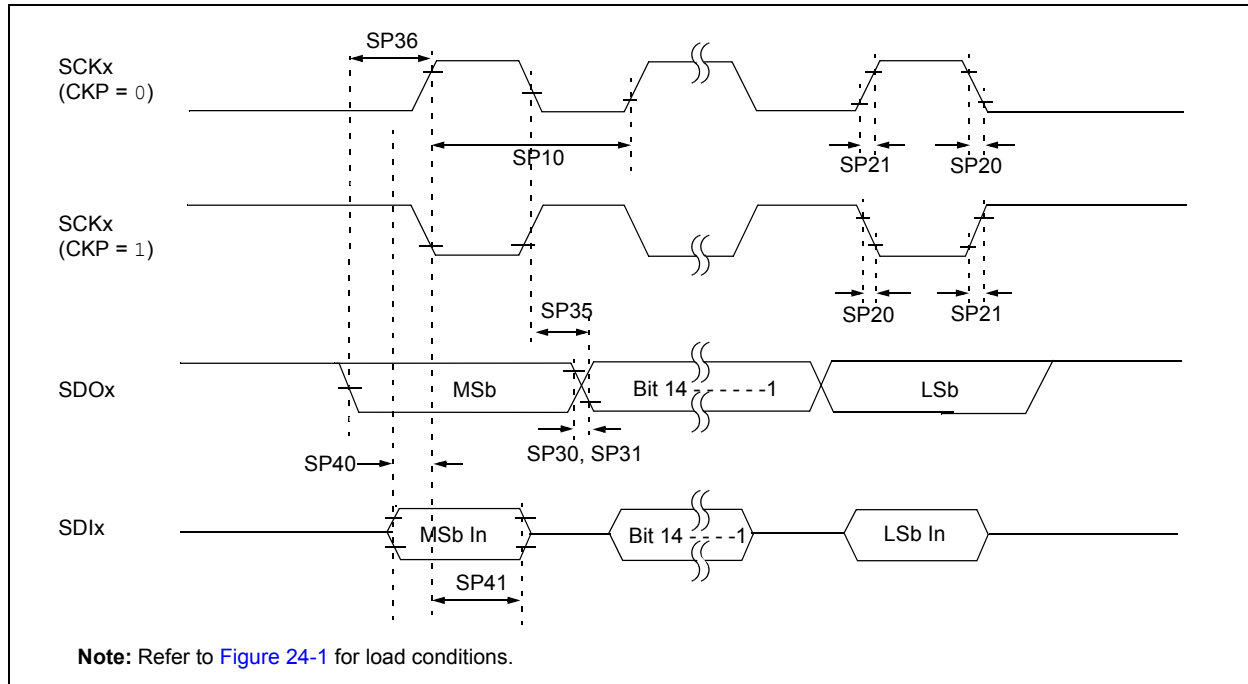 SP36
SCKx
(CKP = 0)
SP10
SP21
SP20
SCKx
(CKP = 1)
SP35
SP20
SP21
SDOx
MSb
Bit 14 - - - - - -1
LSb
SP30, SP31
SP40
SDIx
MSb In
Bit 14 - - - - -1
LSb In
SP41
Note: Refer to Figure 24-1 for load conditions.